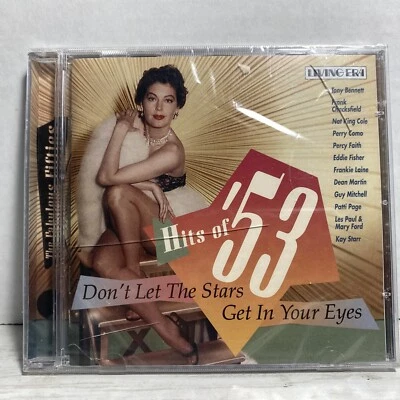 LIVING ERA
Tony Bennett
Frank
Chacksfield
Nat King Cole
Perry Como
Percy Faith
Eddie Fisher
Frankie Laine
Dean Martin
Guy Mitchell
Patti Page
Les Paul &
Mary Ford
Kay Starr
The Fabulous Fifties
Hits of '53
Don't Let The Stars
Get In Your Eyes